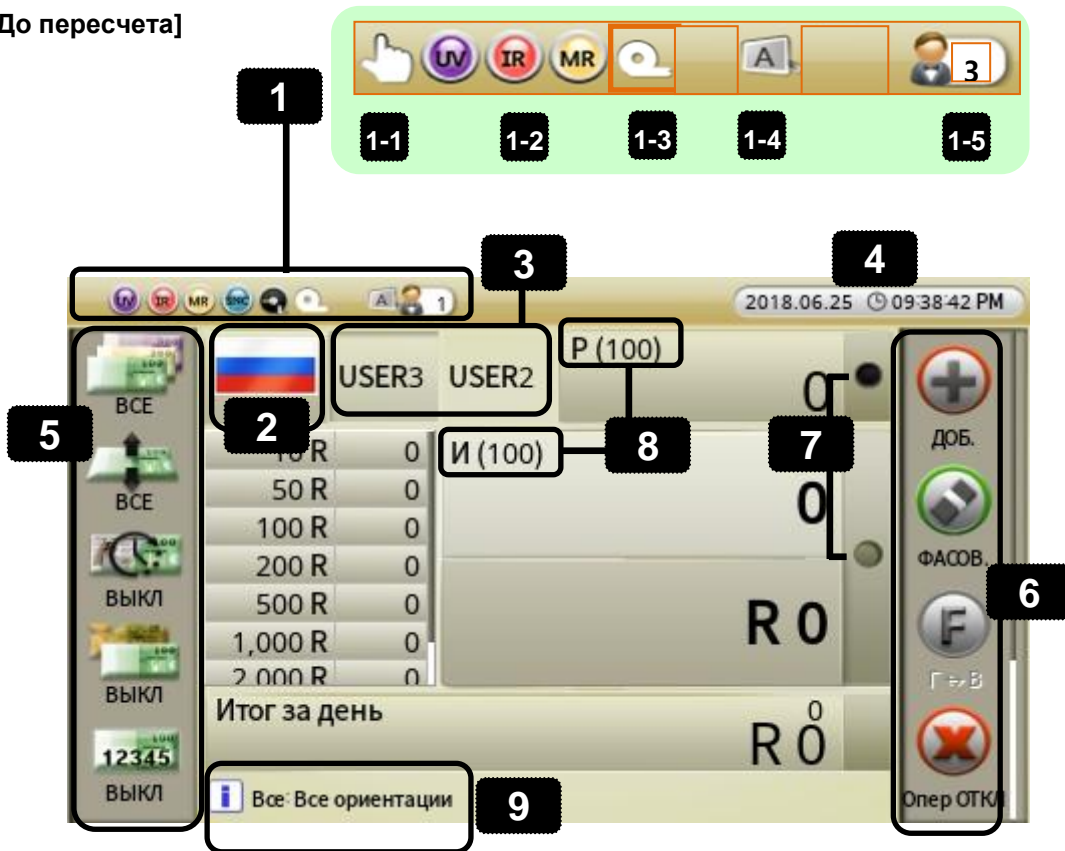 До пересчета]
UV IR MR A 3
1-1 1-2 1-3 1-4 1-5
1
3
4
UV IR MR SNC A 1
2018.06.25 09:38:42 PM
ВСЕ
USER3 USER2
Р (100)
0
ДОБ.
5
2
И (100)
8
7
10 R 0
50 R 0
0
ВСЕ
100 R 0
200 R 0
ФАСОВ.
ВЫКЛ
500 R 0
R 0
6
F
1,000 R 0
2,000 R 0
Г⇔В
ВЫКЛ
Итог за день
0
R 0
12345
ВЫКЛ
i Все: Все ориентации
9
Опер ОТКЛ